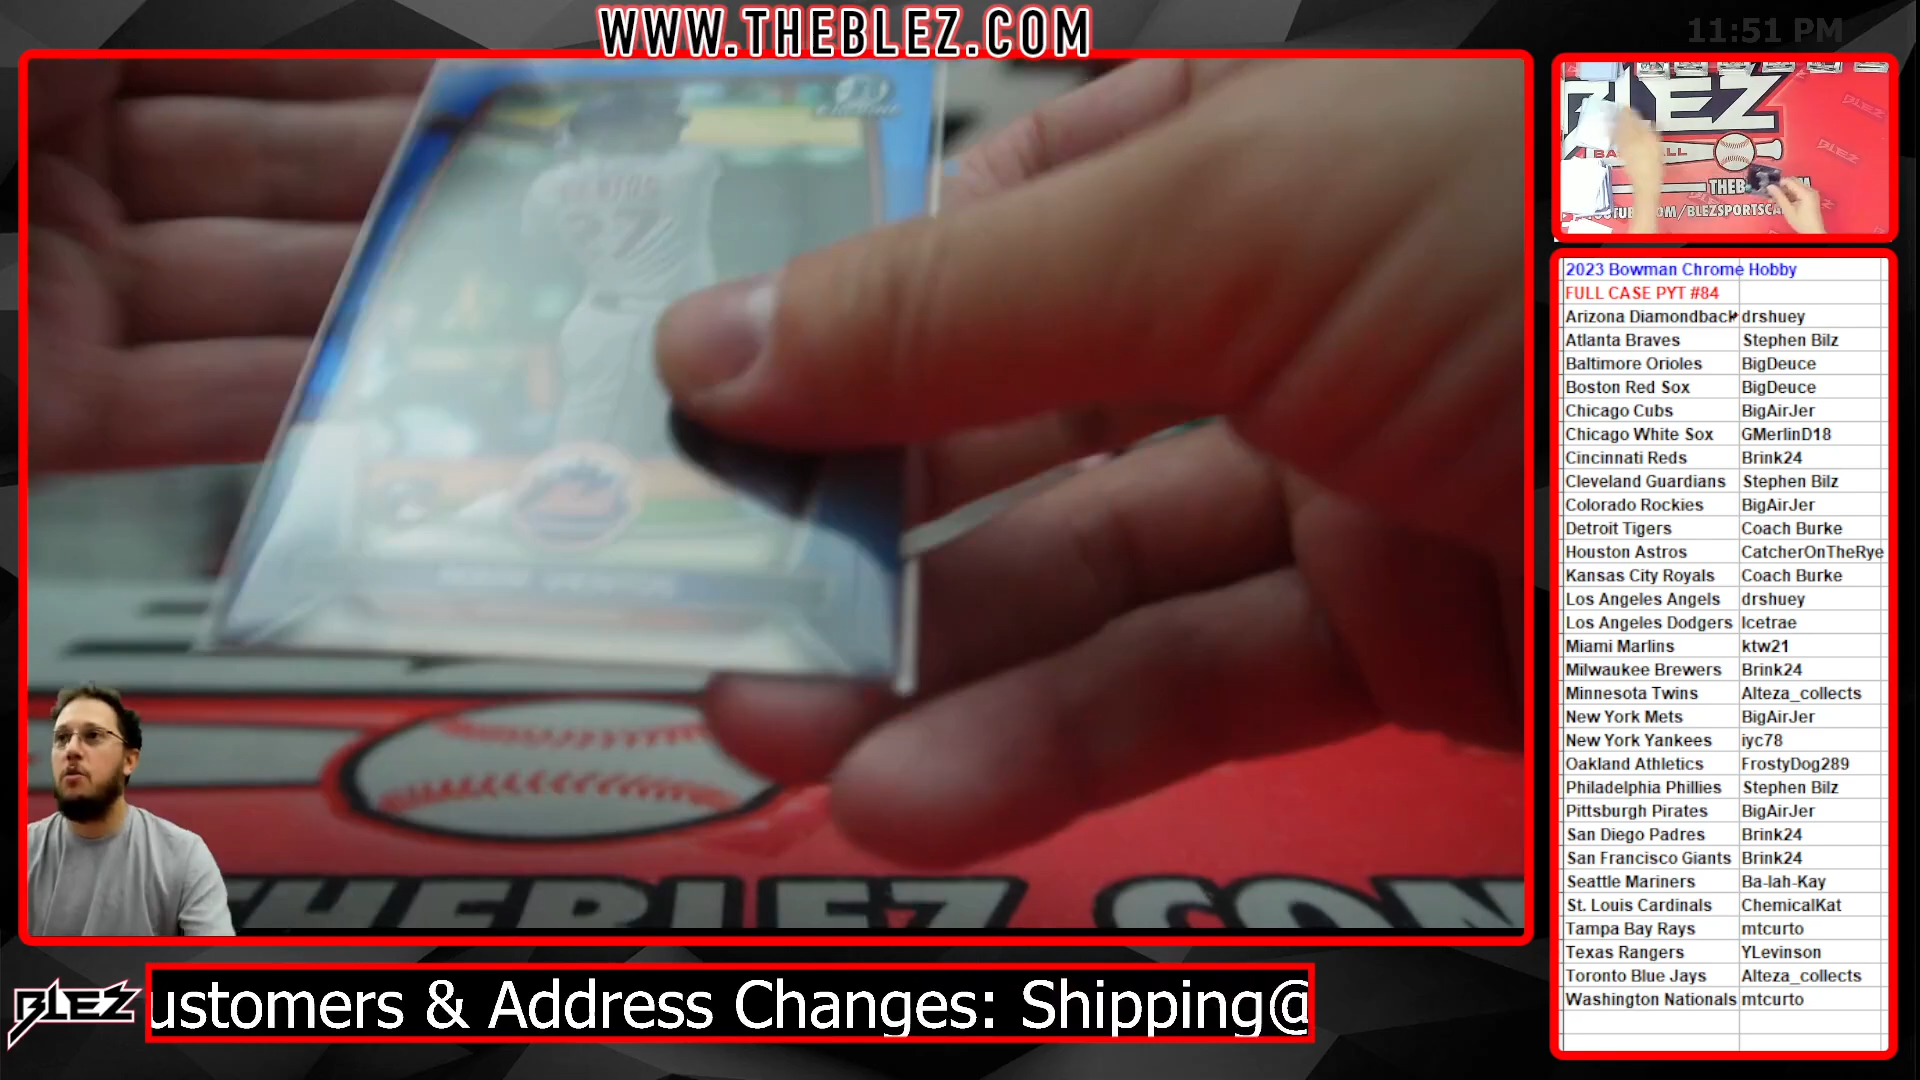 WWW.THEBLEZ.COM
11:51 PM
BLEZ
THEB
2023 Bowman Chrome Hobby
FULL CASE PYT #84
Arizona Diamondback drshuey
Atlanta Braves Stephen Bilz
Baltimore Orioles BigDeuce
Boston Red Sox BigDeuce
Chicago Cubs BigAirJer
Chicago White Sox GMerlinD18
Cincinnati Reds Brink24
Cleveland Guardians Stephen Bilz
Colorado Rockies BigAirJer
Detroit Tigers Coach Burke
Houston Astros CatcherOnTheRye
Kansas City Royals Coach Burke
Los Angeles Angels drshuey
Los Angeles Dodgers Icetrae
Miami Marlins ktw21
Milwaukee Brewers Brink24
Minnesota Twins Alteza_collects
New York Mets BigAirJer
New York Yankees iyc78
Oakland Athletics FrostyDog289
Philadelphia Phillies Stephen Bilz
Pittsburgh Pirates BigAirJer
San Diego Padres Brink24
San Francisco Giants Brink24
Seattle Mariners Ba-lah-Kay
St. Louis Cardinals ChemicalKat
Tampa Bay Rays mtcurto
Texas Rangers YLevinson
Toronto Blue Jays Alteza_collects
Washington Nationals mtcurto
THEBLEZ.COM
BLEZ
ustomers & Address Changes: Shipping@